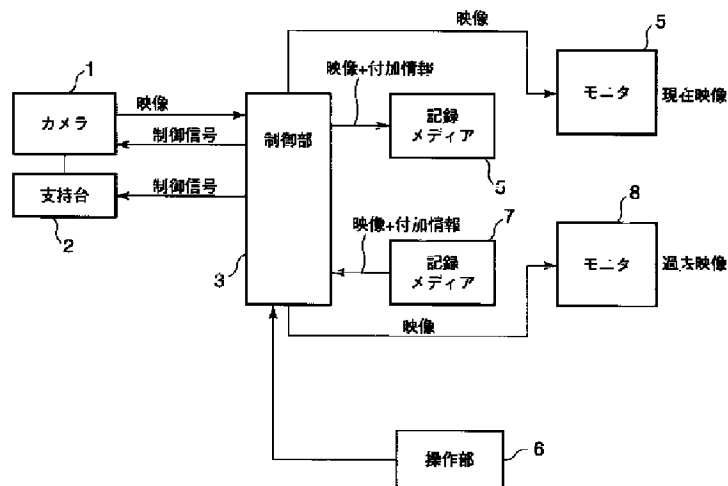 映像
5
モニタ
現在映像
1
カメラ
映像
制御信号
支持台
制御信号
2
制御部
3
映像+付加情報
記録
メディア
5
映像+付加情報
7
記録
メディア
8
モニタ
過去映像
映像
操作部
6